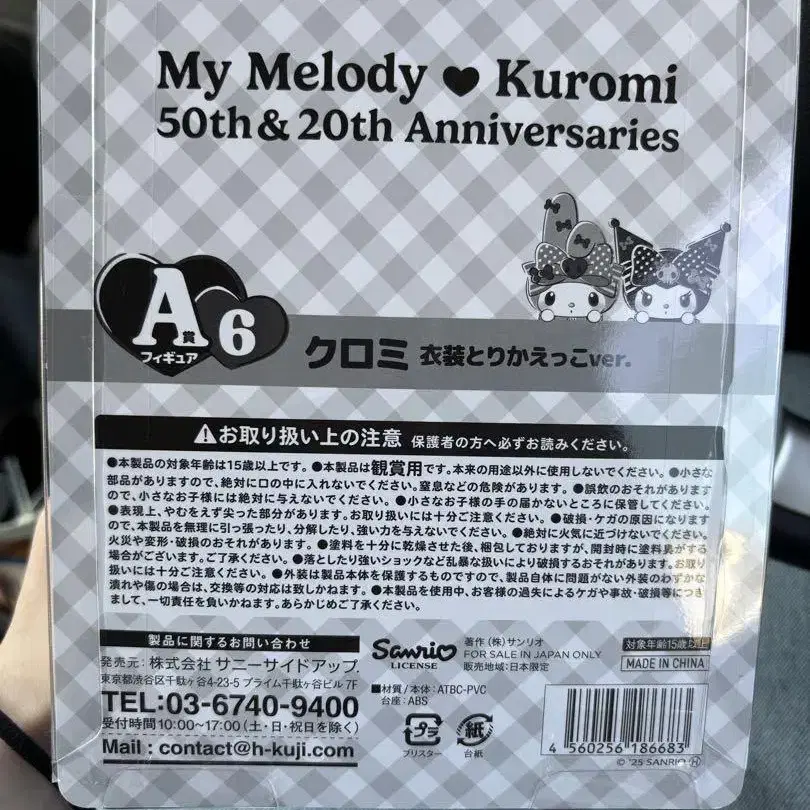 My Melody ♥ Kuromi
50th & 20th Anniversaries
A賞
フィギュア
6
クロミ 衣装とりかえっこver.
⚠お取り扱い上の注意 保護者の方へ必ずお読みください。
●本製品の対象年齢は15歳以上です。●本製品は観賞用です。本来の用途以外に使用しないでください。●小さな
部品がありますので、絶対に口の中に入れないでください。窒息などの危険があります。●誤飲のおそれがあります
ので、小さなお子様には絶対に与えないでください。●小さなお子様の手の届かないところに保管してください。
●表現上、やむをえず尖った部分があります。お取り扱いには十分ご注意ください。●破損・ケガの原因になります
ので、本製品を無理に引っ張ったり、分解したり、強い力を与えないでください。●絶対に火気に近づけないでください。
火災や変形・破損のおそれがあります。●塗料を十分に乾燥させた後、梱包しておりますが、開封時に塗料臭がする
場合がございます。ご了承ください。●落としたり強いショックなど乱暴な扱いにより破損するおそれがあります。お取り
扱いには十分ご注意ください。●外装は製品本体を保護するものですので、製品自体に問題がない外装のわずかな
潰れや傷の場合は、交換等の対応は致しかねます。●本製品を使用中、お客様の過失によるケガや事故・破損等につき
まして、一切責任を負いかねます。あらかじめご了承ください。
製品に関するお問い合わせ
発売元：株式会社 サニーサイドアップ
東京都渋谷区千駄ヶ谷4-23-5 プライム千駄ヶ谷ビル 7F
TEL:03-6740-9400
受付時間10:00~17:00（土・日・祝日を除く）
Mail : contact@h-kuji.com
Sanrio
LICENSE
著作（株）サンリオ
FOR SALE IN JAPAN ONLY
販売地域：日本限定
■材質/本体：ATBC-PVC
台座：ABS
プラ
ブリスター
紙
台紙
対象年齢15歳以上
MADE IN CHINA
4 560256 186683
© '25 SANRIO Ⓗ